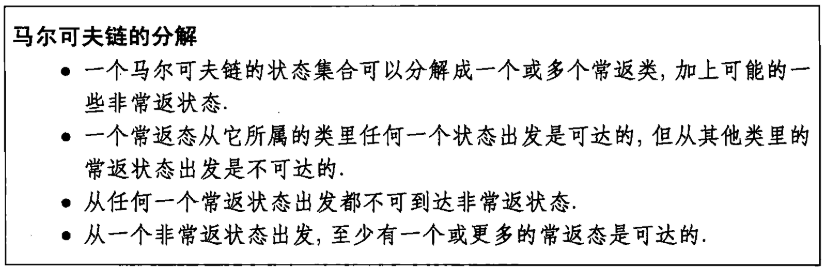 马尔可夫链的分解
• 一个马尔可夫链的状态集合可以分解成一个或多个常返类, 加上可能的一
些非常返状态.
• 一个常返态从它所属的类里任何一个状态出发是可达的, 但从其他类里的
常返状态出发是不可达的.
• 从任何一个常返状态出发都不可到达非常返状态.
• 从一个非常返状态出发, 至少有一个或更多的常返态是可达的.